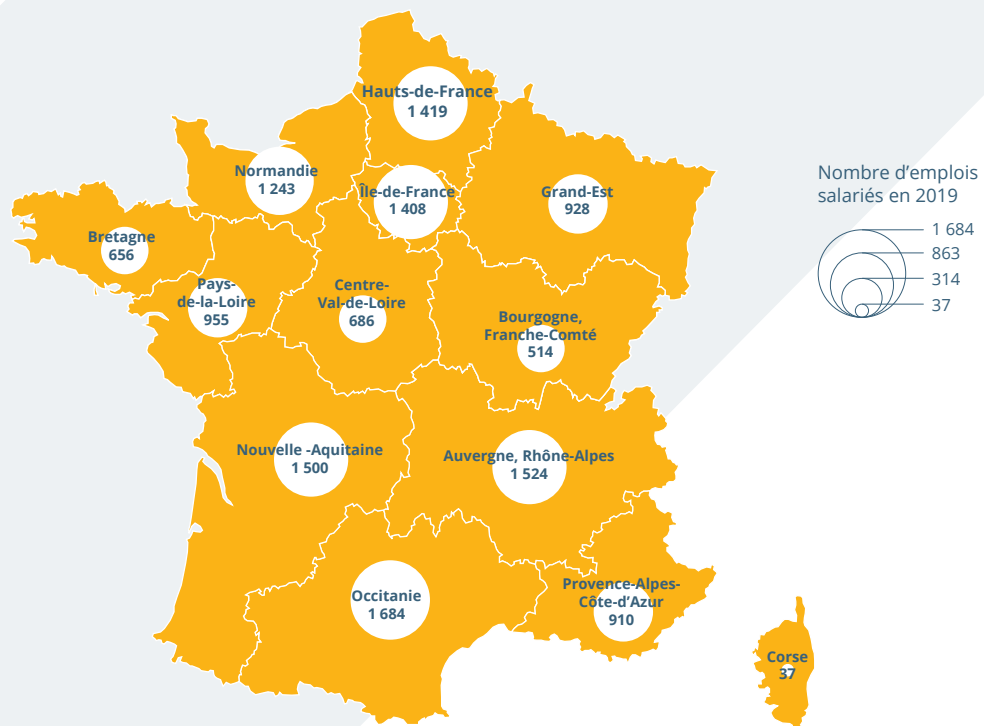 Hauts-de-France
1 419
Normandie
1 243
Île-de-France
1 408
Grand-Est
928
Bretagne
656
Pays-
de-la-Loire
955
Centre-
Val-de-Loire
686
Bourgogne,
Franche-Comté
514
Nouvelle -Aquitaine
1 500
Auvergne, Rhône-Alpes
1 524
Occitanie
1 684
Provence-Alpes-
Côte-d'Azur
910
Corse
37
Nombre d’emplois
salariés en 2019
1 684
863
314
37